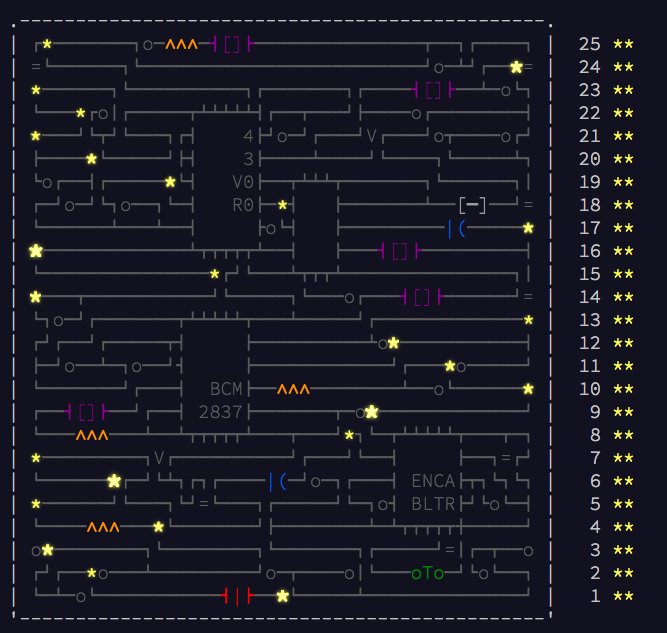 25 **
24 **
23 **
22 **
4 21 **
3 20 **
V0 19 **
R0 18 **
17 **
16 **
15 **
14 **
13 **
12 **
11 **
BCM 10 **
2837 9 **
8 **
7 **
ENCA 6 **
BLTR 5 **
4 **
3 **
oTo 2 **
1 **